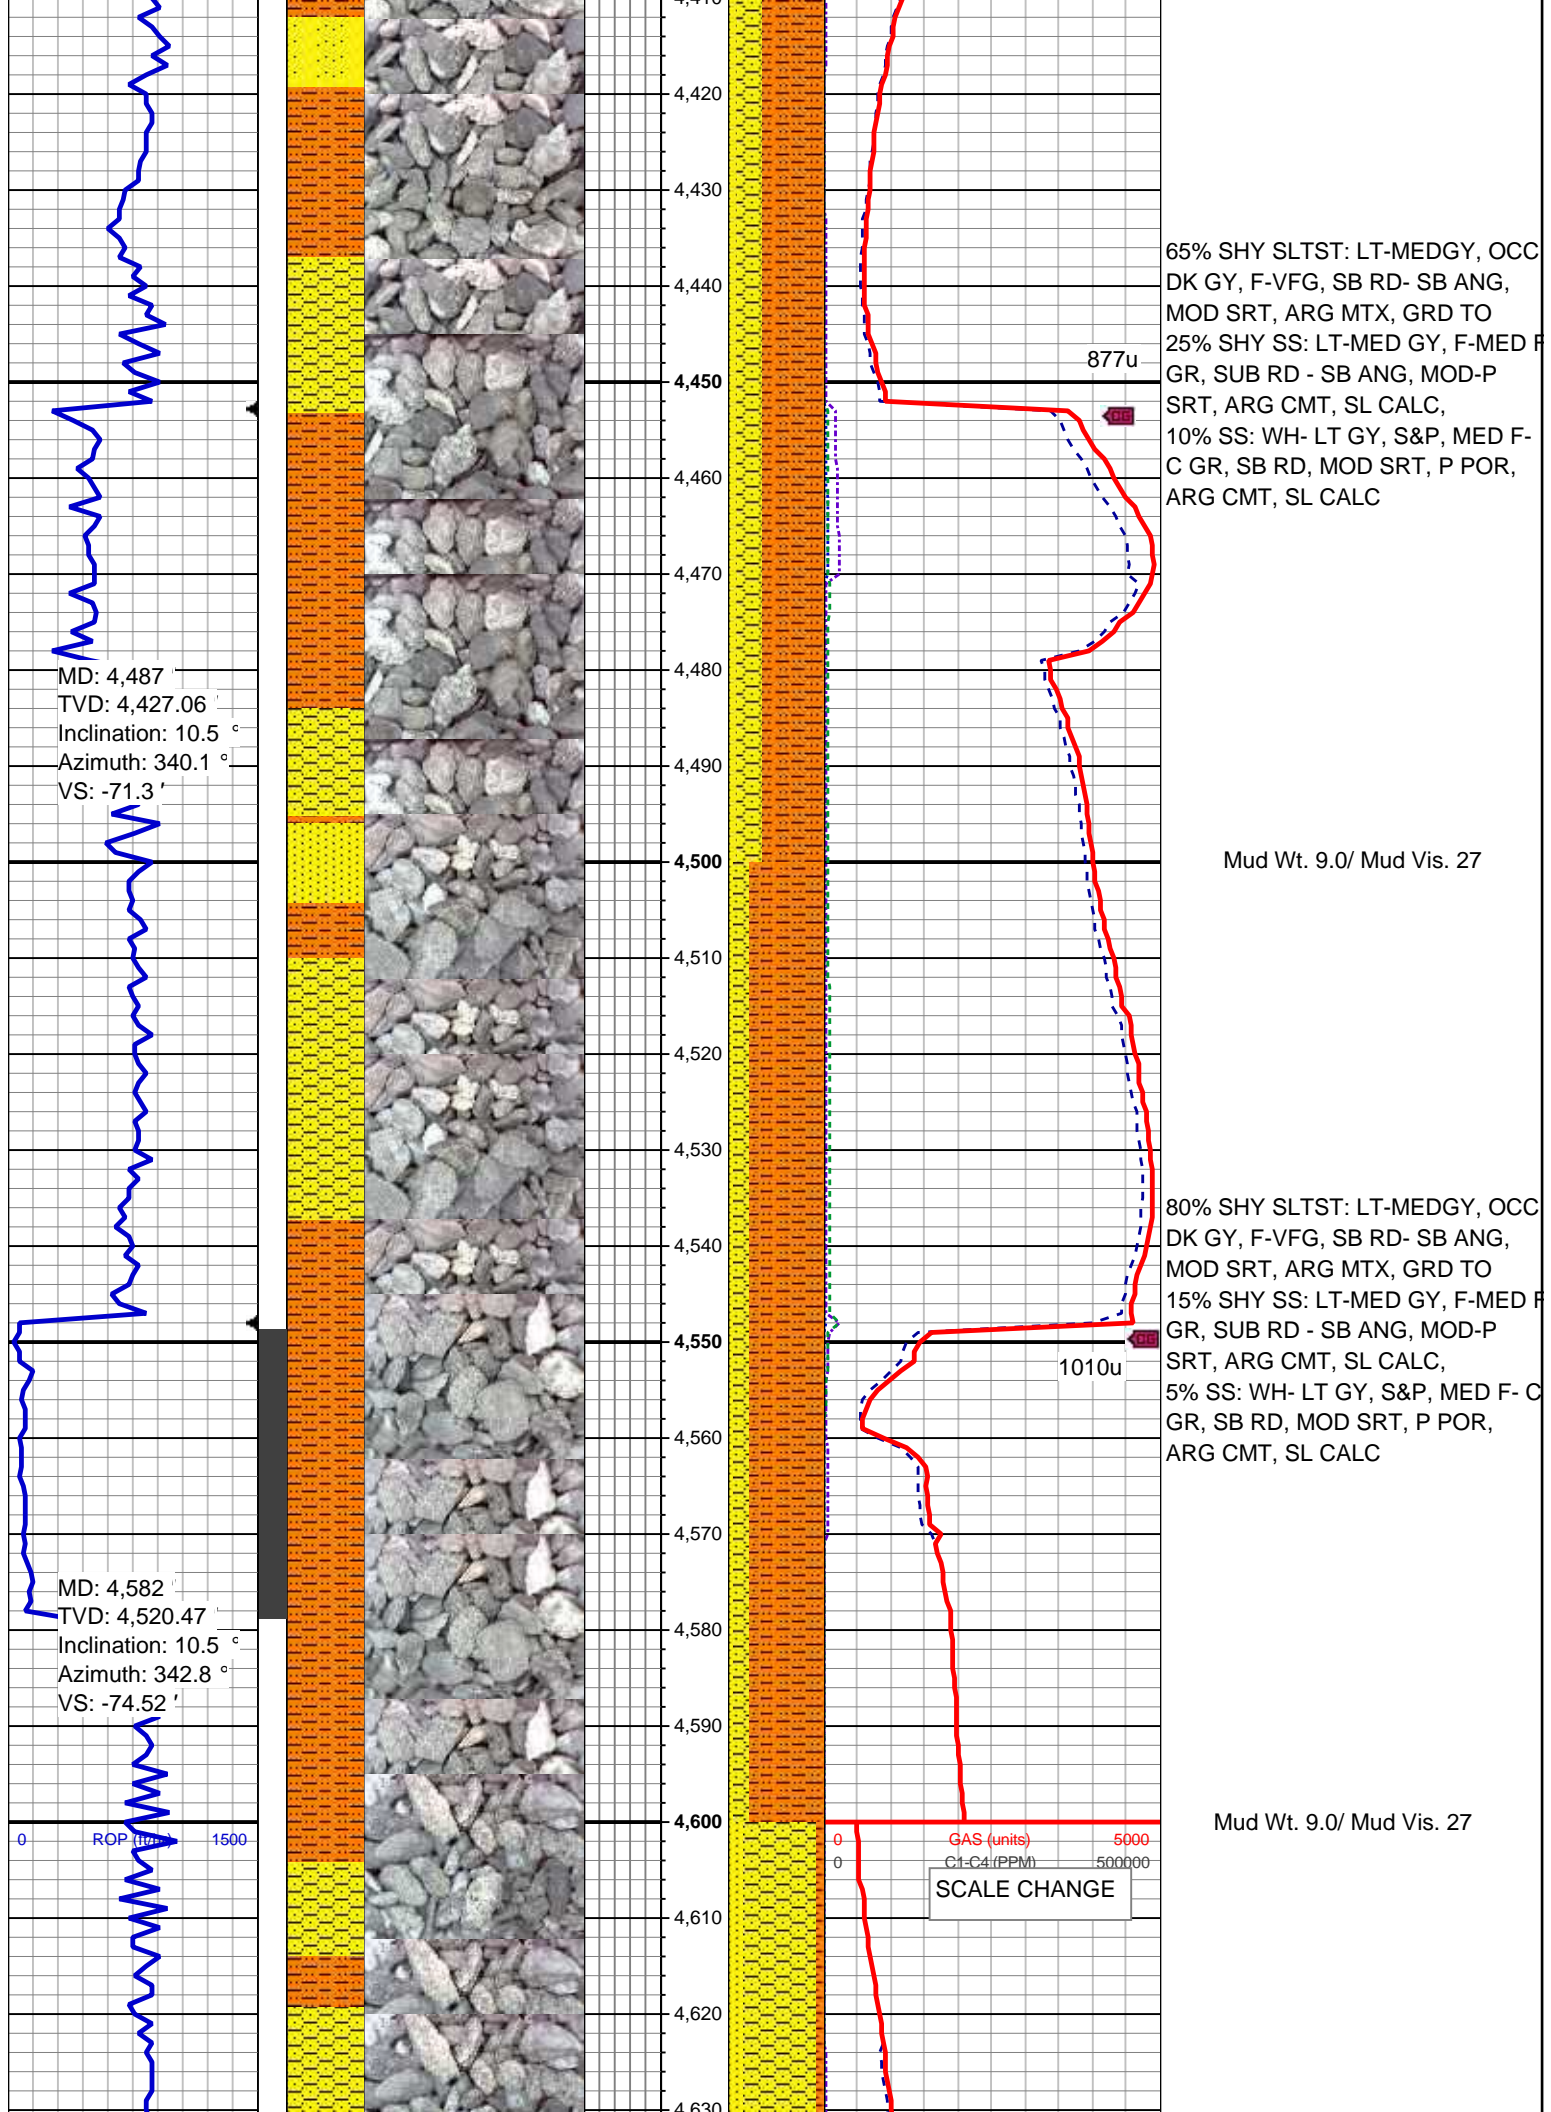 4,420
4,430
65% SHY SLTST: LT-MEDGY, OCC
4,440
DK GY, F-VFG, SB RD- SB ANG,
MOD SRT, ARG MTX, GRD TO
25% SHY SS: LT-MED GY, F-MED F
877u
GR, SUB RD - SB ANG, MOD-P
4,450
SRT, ARG CMT, SL CALC,
CG
10% SS: WH- LT GY, S&P, MED F-
C GR, SB RD, MOD SRT, P POR,
4,460
ARG CMT, SL CALC
4,470
4,480
MD: 4,487 '
TVD: 4,427.06 '
Inclination: 10.5 °
Azimuth: 340.1 °
VS: -71.3 '
4,490
4,500
Mud Wt. 9.0/ Mud Vis. 27
4,510
4,520
4,530
80% SHY SLTST: LT-MEDGY, OCC
4,540
DK GY, F-VFG, SB RD- SB ANG,
MOD SRT, ARG MTX, GRD TO
15% SHY SS: LT-MED GY, F-MED F
GR, SUB RD - SB ANG, MOD-P
4,550
CG
1010u
SRT, ARG CMT, SL CALC,
5% SS: WH- LT GY, S&P, MED F- C
GR, SB RD, MOD SRT, P POR,
4,560
ARG CMT, SL CALC
4,570
4,580
MD: 4,582 '
TVD: 4,520.47 '
Inclination: 10.5 °
Azimuth: 342.8 °
VS: -74.52 '
4,590
4,600
Mud Wt. 9.0/ Mud Vis. 27
0 ROP (ft/hr) 1500
0 GAS (units) 5000
0 C1-C4 (PPM) 500000
SCALE CHANGE
4,610
4,620
4,630